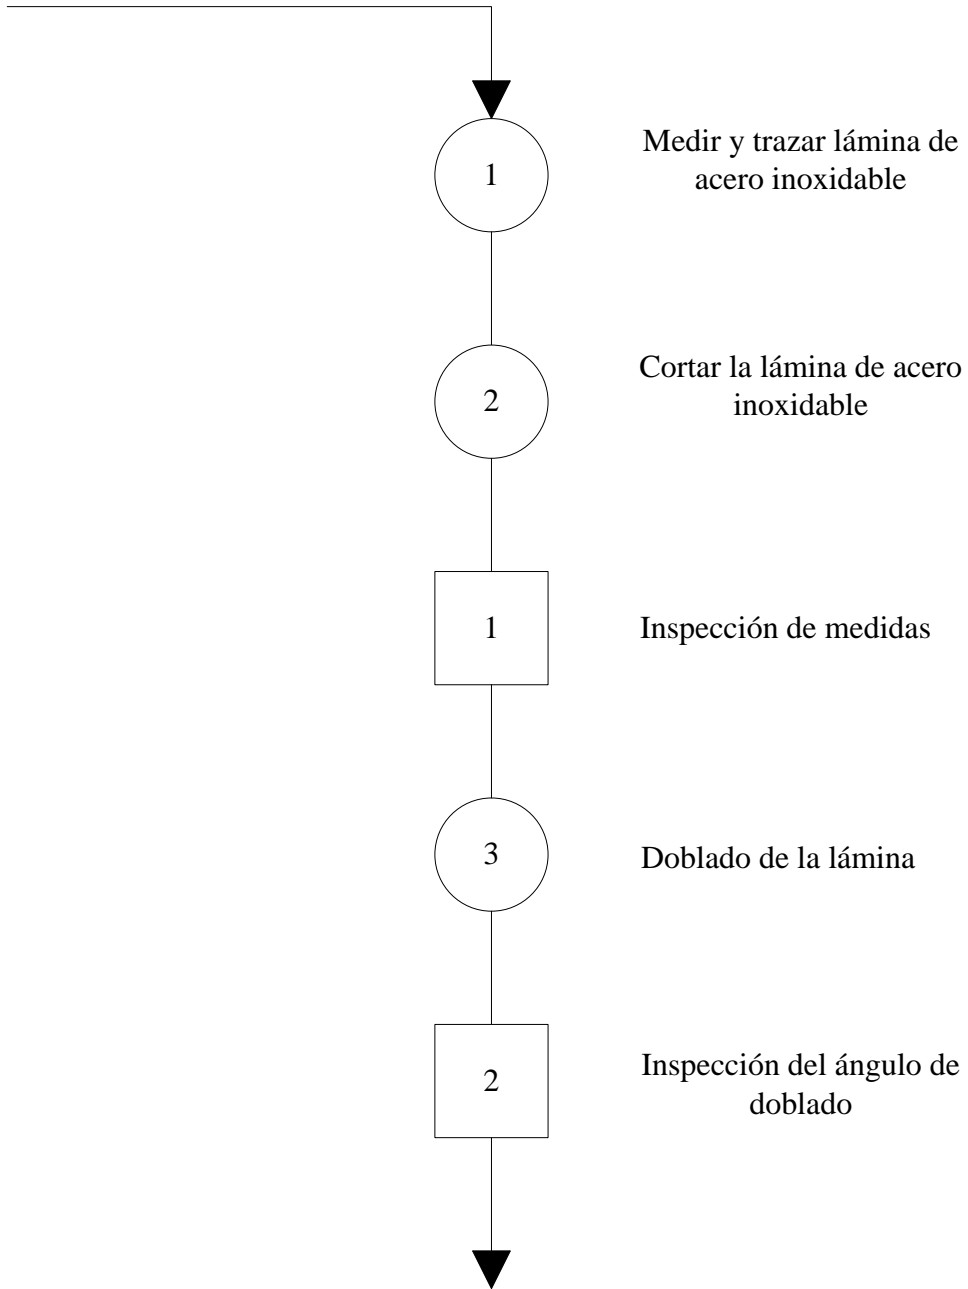 1
Medir y trazar lámina de
acero inoxidable
2
Cortar la lámina de acero
inoxidable
1
Inspección de medidas
3
Doblado de la lámina
2
Inspección del ángulo de
doblado